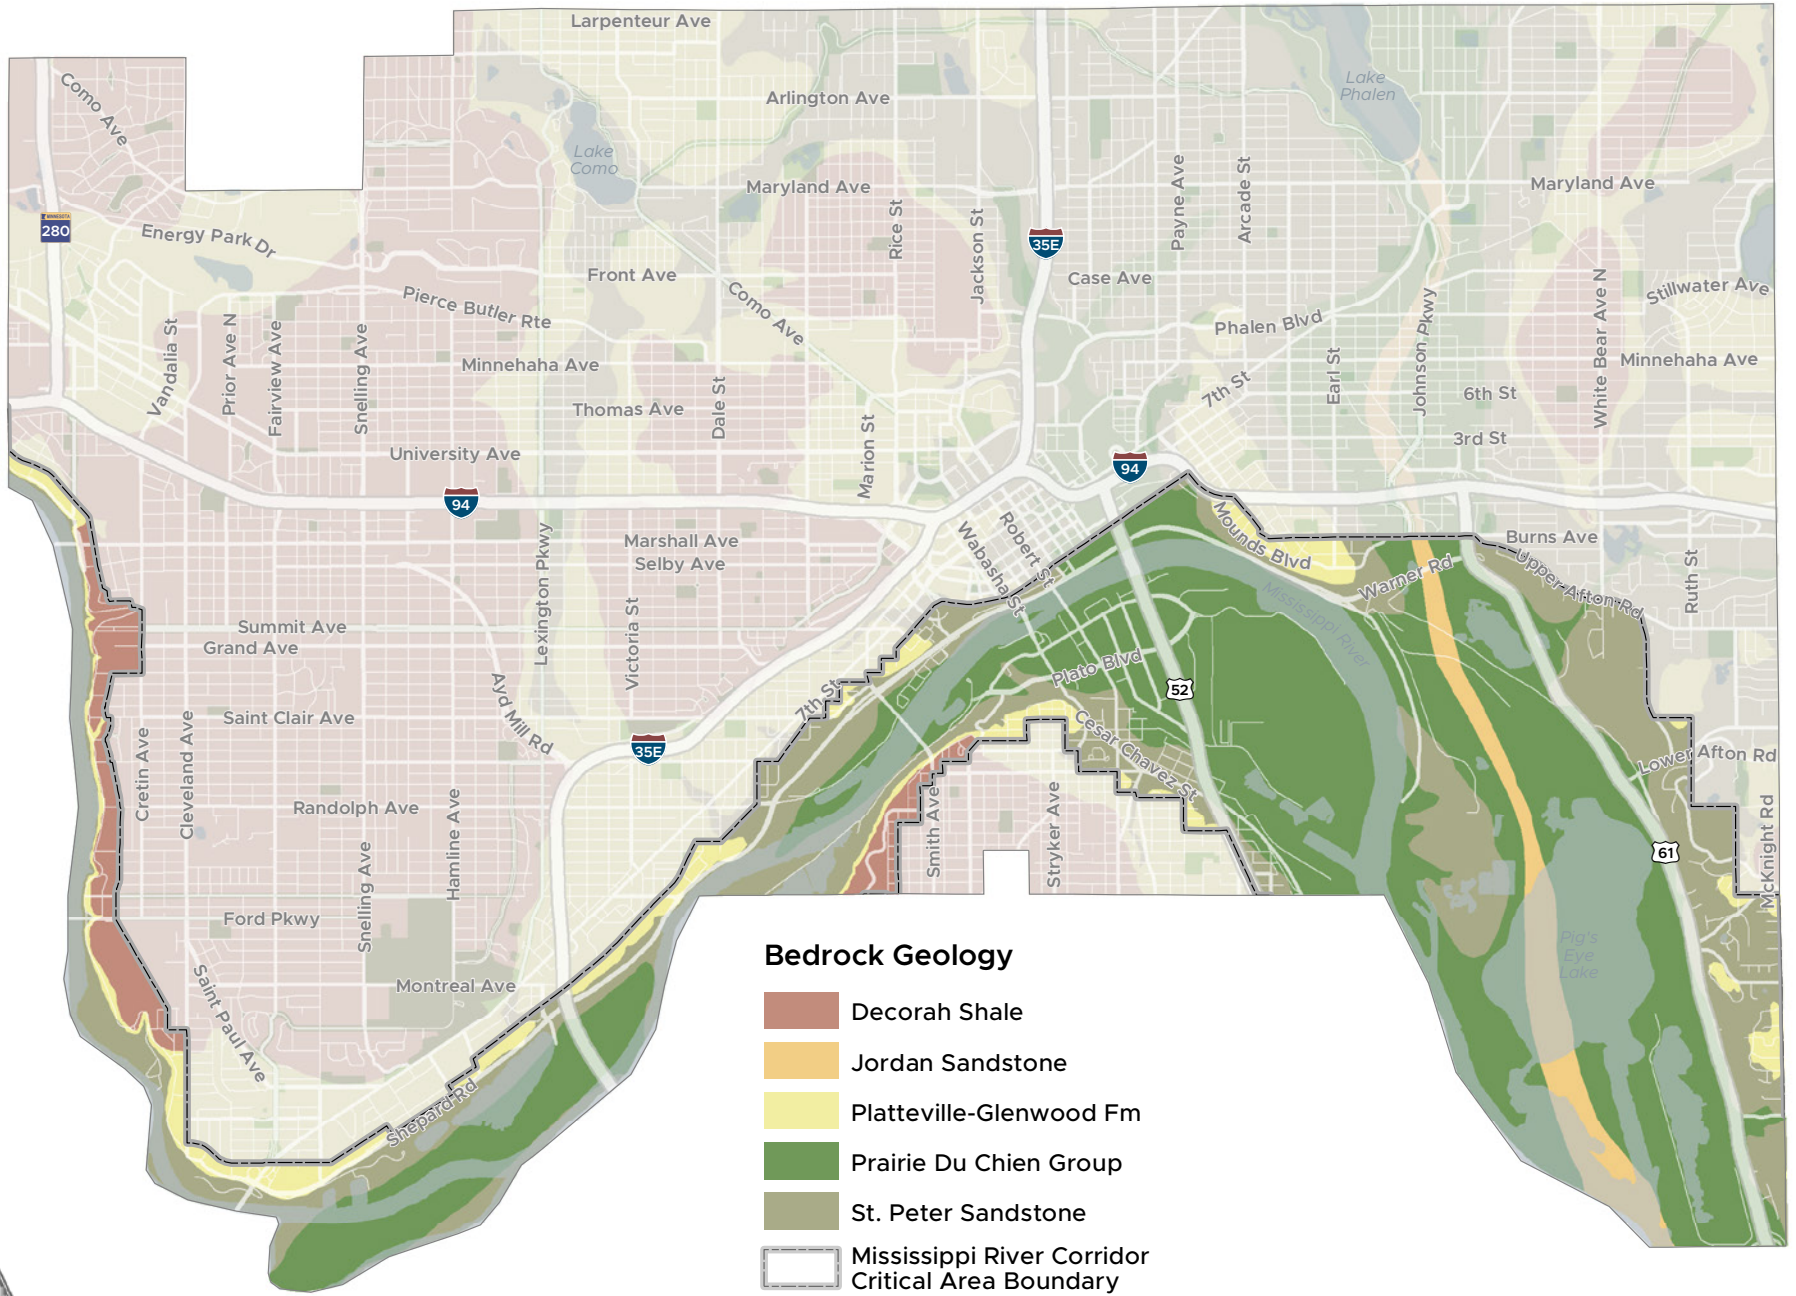 Larpenteur Ave
Como Ave
Lake
Phalen
Arlington Ave
Lake
Como
Maryland Ave
Maryland Ave
Payne Ave
Arcade St
Rice St
Jackson St
MINNESOTA
280
Energy Park Dr
35E
Front Ave
Case Ave
Como Ave
Stillwater Ave
Pierce Butler Rte
Phalen Blvd
Johnson Pkwy
White Bear Ave N
Vandalia St
Prior Ave N
Fairview Ave
Snelling Ave
Minnehaha Ave
Minnehaha Ave
Earl St
7th St
6th St
Thomas Ave
Dale St
Marion St
3rd St
University Ave
94
94
Robert St
Wabasha St
Mounds Blvd
Marshall Ave
Selby Ave
Burns Ave
Upper Afton Rd
Ruth St
Warner Rd
Mississippi River
Lexington Pkwy
Victoria St
Summit Ave
Grand Ave
Plato Blvd
52
7th St
Ayd Mill Rd
Saint Clair Ave
Cesar Chavez St
35E
Lower Afton Rd
Cretin Ave
Cleveland Ave
Randolph Ave
Hamline Ave
Smith Ave
Stryker Ave
McKnight Rd
61
Snelling Ave
Ford Pkwy
Pig's
Eye
Lake
Saint Paul Ave
Montreal Ave
Shepard Rd
Bedrock Geology
Decorah Shale
Jordan Sandstone
Platteville-Glenwood Fm
Prairie Du Chien Group
St. Peter Sandstone
Mississippi River Corridor
Critical Area Boundary